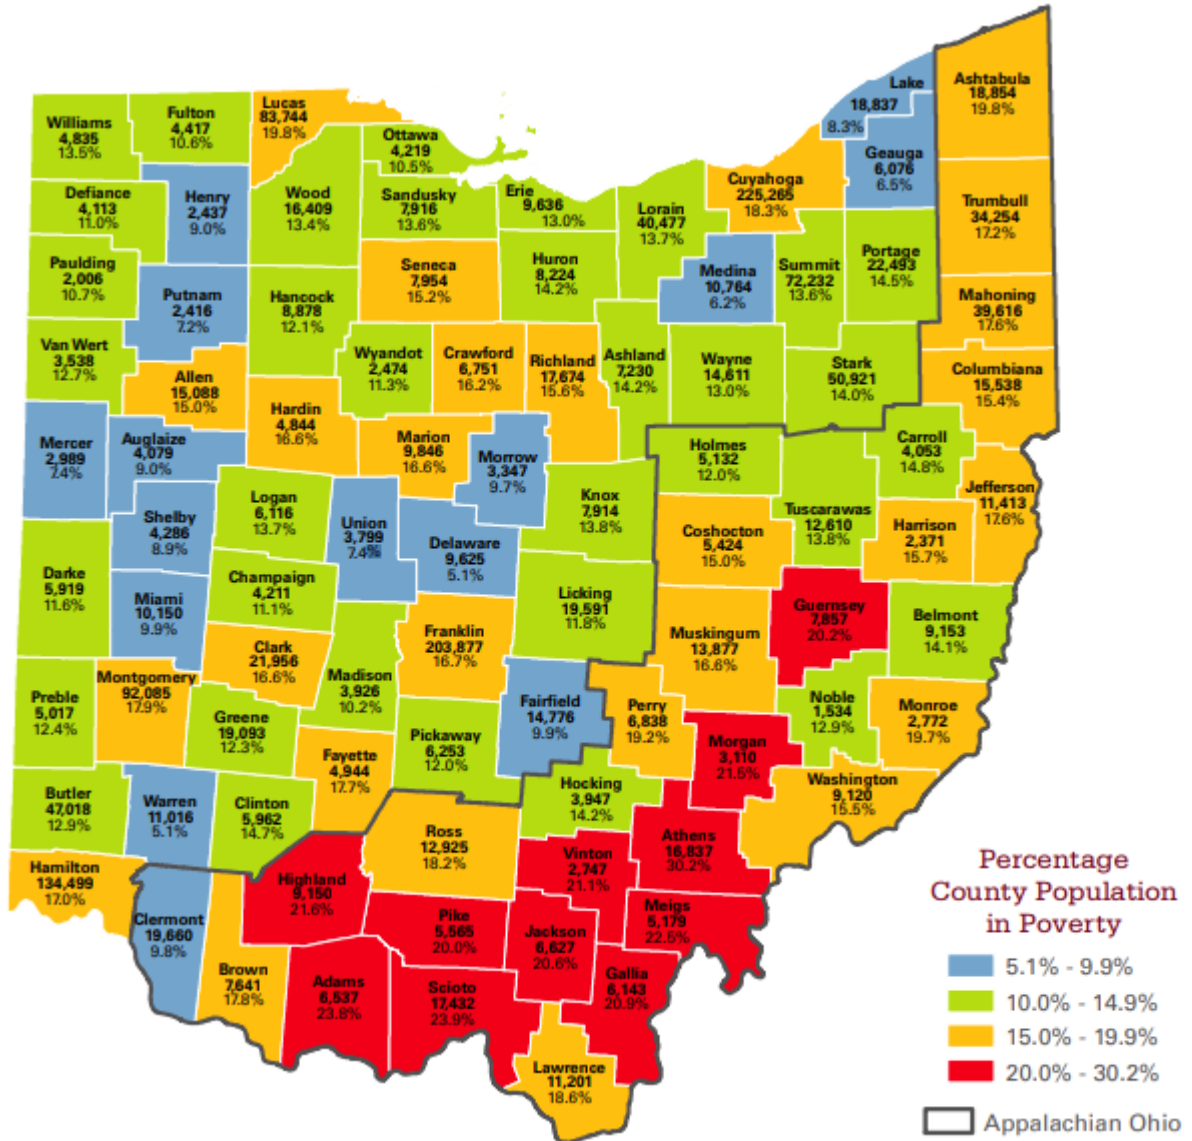 Lake
18,837
8.3%
Ashtabula
18,854
19.8%
Williams
4,835
13.5%
Fulton
4,417
10.6%
Lucas
83,744
19.8%
Ottawa
4,219
10.5%
Geauga
6,076
6.5%
Defiance
4,113
11.0%
Henry
2,437
9.0%
Wood
16,409
13.4%
Sandusky
7,916
13.6%
Erie
9,636
13.0%
Lorain
40,477
13.7%
Cuyahoga
225,265
18.3%
Trumbull
34,254
17.2%
Paulding
2,006
10.7%
Putnam
2,416
7.2%
Hancock
8,878
12.1%
Seneca
7,954
15.2%
Huron
8,224
14.2%
Medina
10,764
6.2%
Summit
72,232
13.6%
Portage
22,493
14.5%
Mahoning
39,616
17.6%
Van Wert
3,538
12.7%
Allen
15,088
15.0%
Wyandot
2,474
11.3%
Crawford
6,751
16.2%
Richland
17,674
15.6%
Ashland
7,230
14.2%
Wayne
14,611
13.0%
Stark
50,921
14.0%
Columbiana
15,538
15.4%
Hardin
4,844
16.6%
Mercer
2,989
7.4%
Auglaize
4,079
9.0%
Marion
9,846
16.6%
Morrow
3,347
9.7%
Holmes
5,132
12.0%
Carroll
4,053
14.8%
Logan
6,116
13.7%
Union
3,799
7.4%
Knox
7,914
13.8%
Tuscarawas
12,610
13.8%
Jefferson
11,413
17.6%
Shelby
4,286
8.9%
Delaware
9,625
5.1%
Coshocton
5,424
15.0%
Harrison
2,371
15.7%
Darke
5,919
11.6%
Miami
10,150
9.9%
Champaign
4,211
11.1%
Licking
19,591
11.8%
Guernsey
7,857
20.2%
Belmont
9,153
14.1%
Clark
21,956
16.6%
Franklin
203,877
16.7%
Muskingum
13,877
16.6%
Preble
5,017
12.4%
Montgomery
92,085
17.9%
Madison
3,926
10.2%
Fairfield
14,776
9.9%
Perry
6,838
19.2%
Noble
1,534
12.9%
Monroe
2,772
19.7%
Greene
19,093
12.3%
Pickaway
6,253
12.0%
Morgan
3,110
21.5%
Fayette
4,944
17.7%
Hocking
3,947
14.2%
Washington
9,120
15.5%
Butler
47,018
12.9%
Warren
11,016
5.1%
Clinton
5,962
14.7%
Ross
12,925
18.2%
Vinton
2,747
21.1%
Athens
16,837
30.2%
Hamilton
134,499
17.0%
Highland
9,150
21.6%
Pike
5,565
20.0%
Jackson
6,627
20.6%
Meigs
5,179
22.5%
Clermont
19,660
9.8%
Brown
7,641
17.8%
Adams
6,537
23.8%
Scioto
17,432
23.9%
Gallia
6,143
20.9%
Lawrence
11,201
18.6%
Percentage
County Population
in Poverty
5.1% - 9.9%
10.0% - 14.9%
15.0% - 19.9%
20.0% - 30.2%
Appalachian Ohio